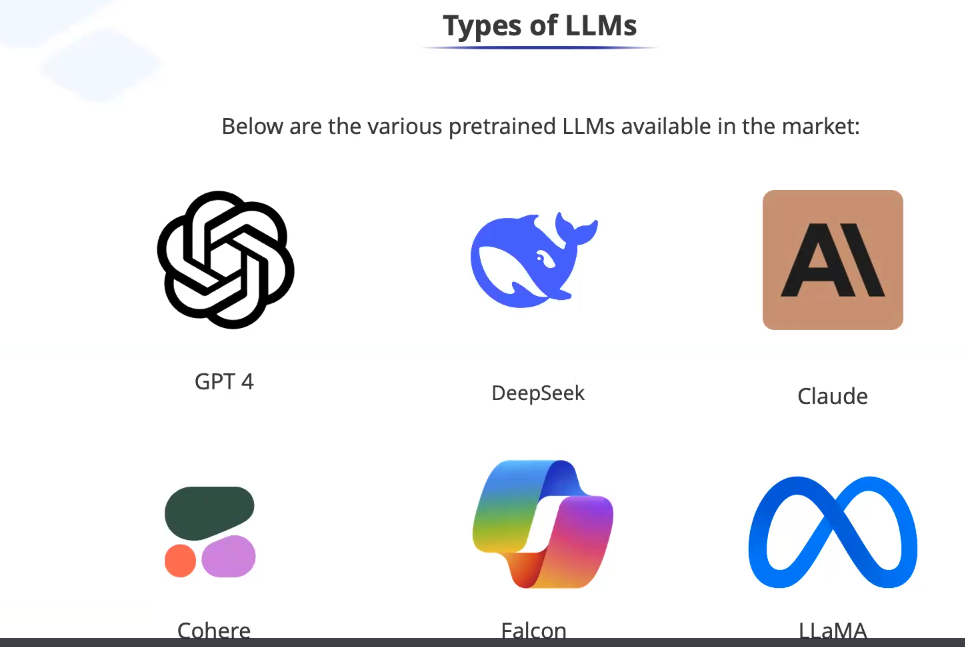 Types of LLMs
Below are the various pretrained LLMs available in the market:
AI
GPT 4
DeepSeek
Claude
Cohere
Falcon
LLaMA